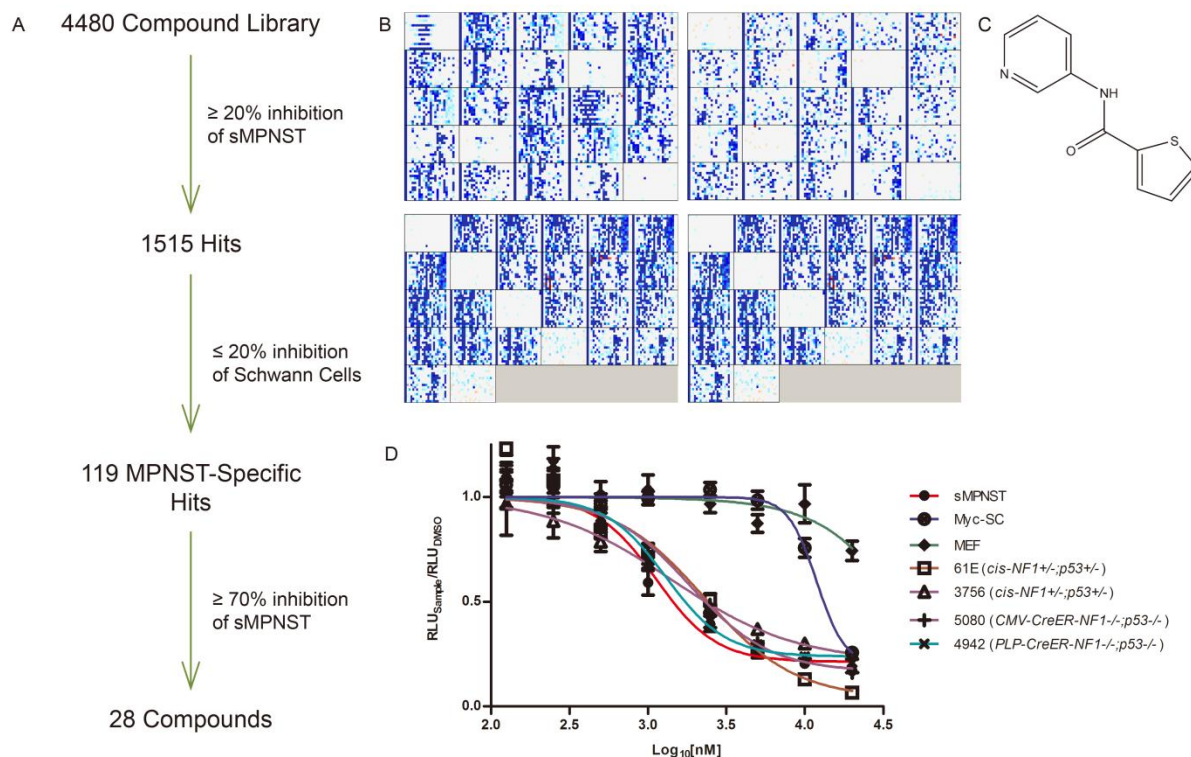 A
4480 Compound Library
≥ 20% inhibition
of sMPNST
1515 Hits
≤ 20% inhibition
of Schwann Cells
119 MPNST-Specific
Hits
≥ 70% inhibition
of sMPNST
28 Compounds
B
C
N
NH
O
S
D
RLU_Sample/RLU_DMSO
1.0
0.5
0.0
2.0 2.5 3.0 3.5 4.0 4.5
Log10[nM]
sMPNST
Myc-SC
MEF
61E (cis-NF1+/-;p53+/-)
3756 (cis-NF1+/-;p53+/-)
5080 (CMV-CreER-NF1-/-;p53-/-)
4942 (PLP-CreER-NF1-/-;p53-/-)